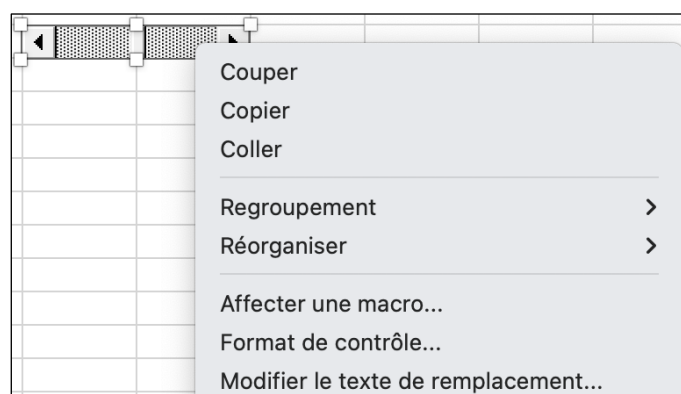 Couper
Copier
Coller
Regroupement
Réorganiser
Affecter une macro...
Format de contrôle...
Modifier le texte de remplacement...